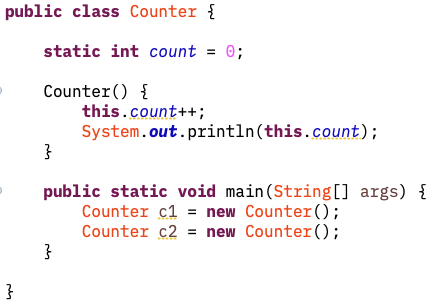 public class Counter {
static int count = 0;
Counter() {
this.count++;
System.out.println(this.count);
}
public static void main(String[] args) {
Counter c1 = new Counter();
Counter c2 = new Counter();
}
}